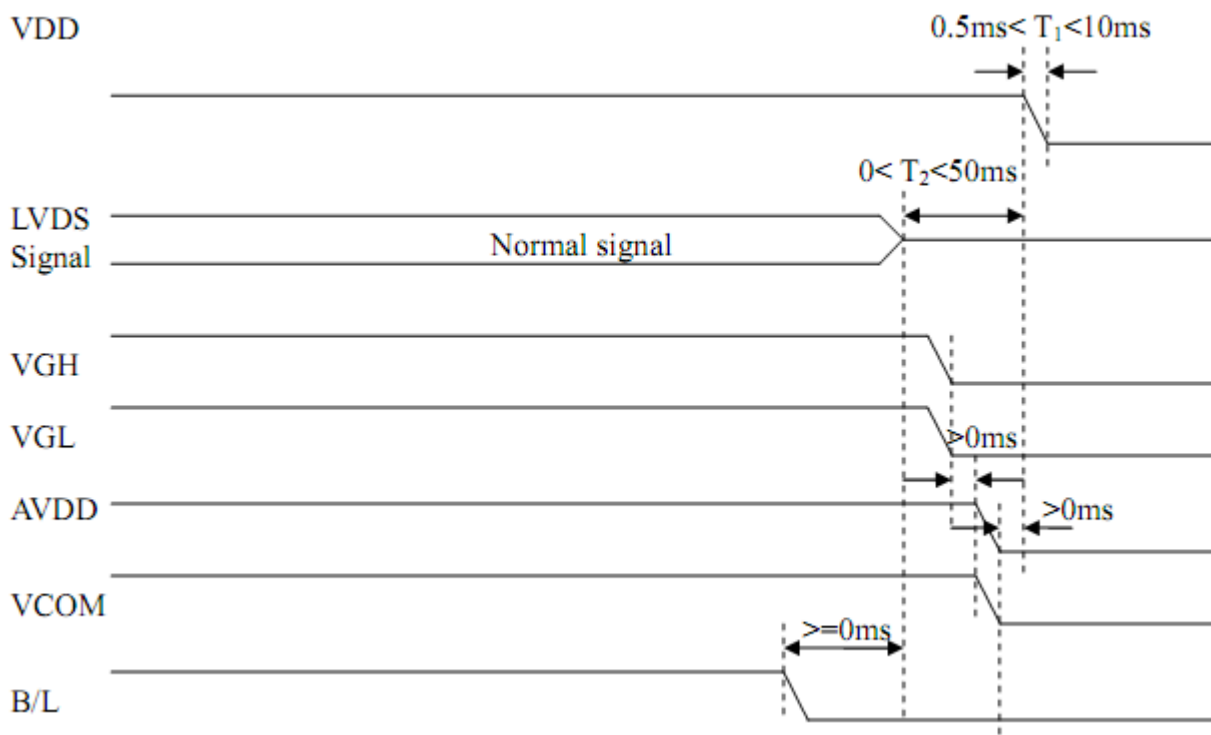 VDD
0.5ms< T₁<10ms
0< T₂<50ms
LVDS
Signal
Normal signal
VGH
VGL
>0ms
AVDD
>0ms
VCOM
>=0ms
B/L